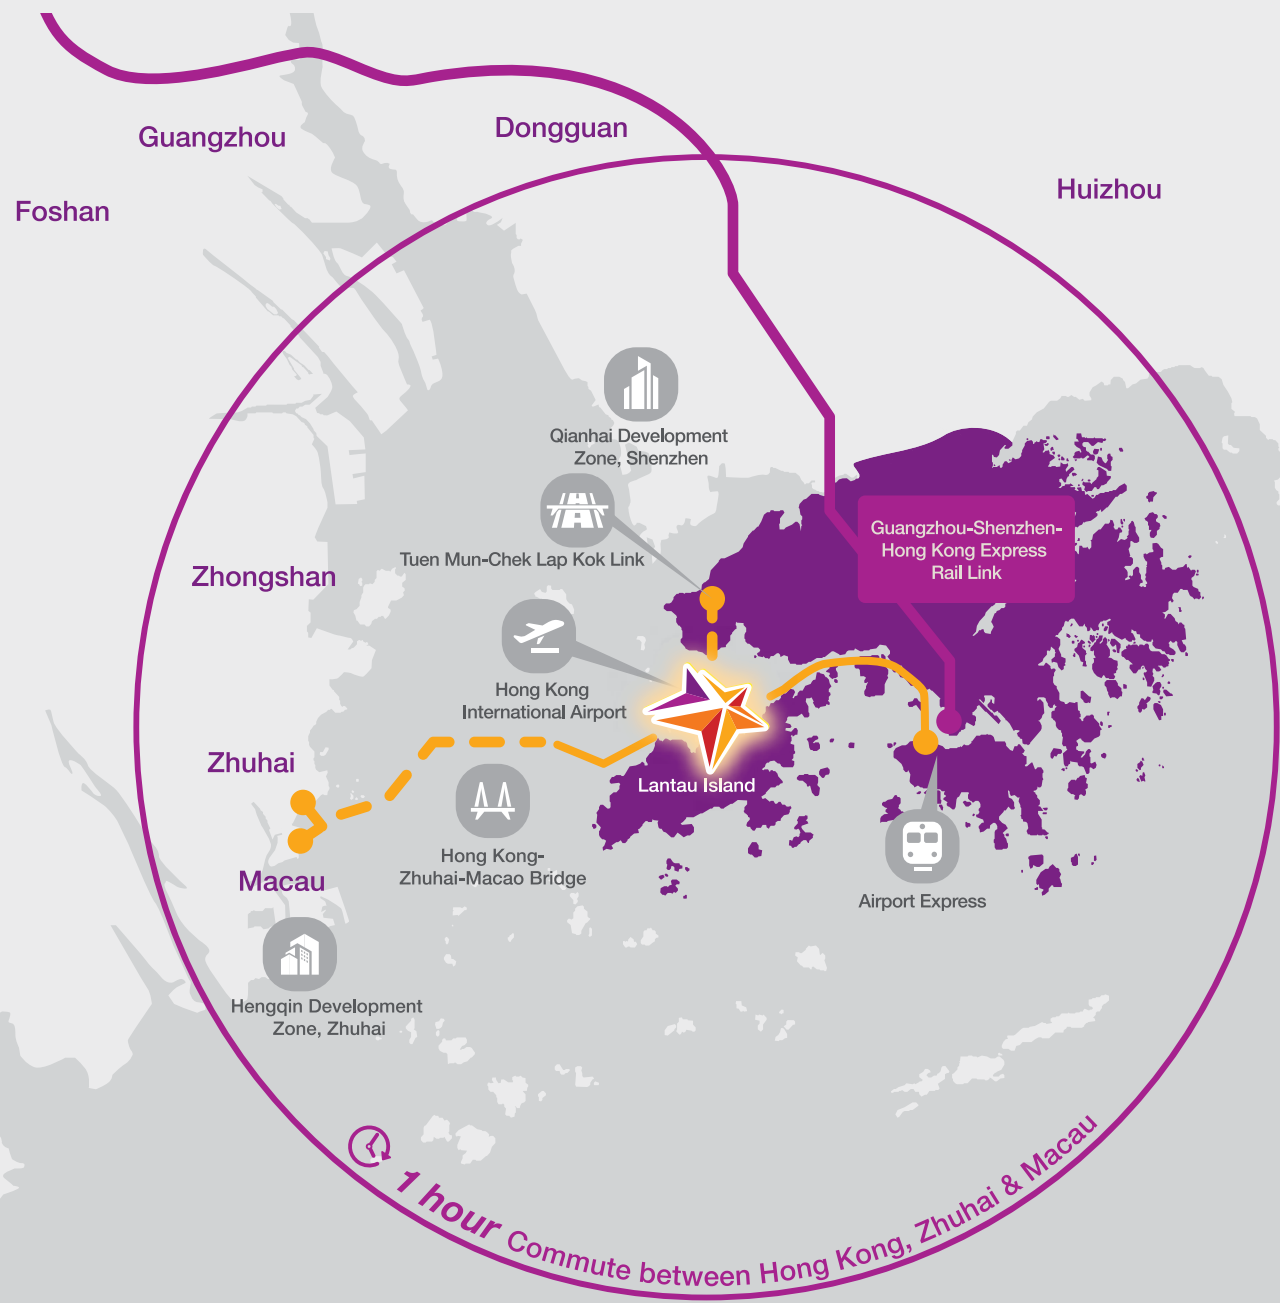 Guangzhou
Dongguan
Foshan
Huizhou
Qianhai Development
Zone, Shenzhen
Guangzhou-Shenzhen-
Hong Kong Express
Rail Link
Tuen Mun-Chek Lap Kok Link
Zhongshan
Hong Kong
International Airport
Zhuhai
Lantau Island
Hong Kong-
Zhuhai-Macao Bridge
Macau
Airport Express
Hengqin Development
Zone, Zhuhai
1 hour Commute between Hong Kong, Zhuhai & Macau